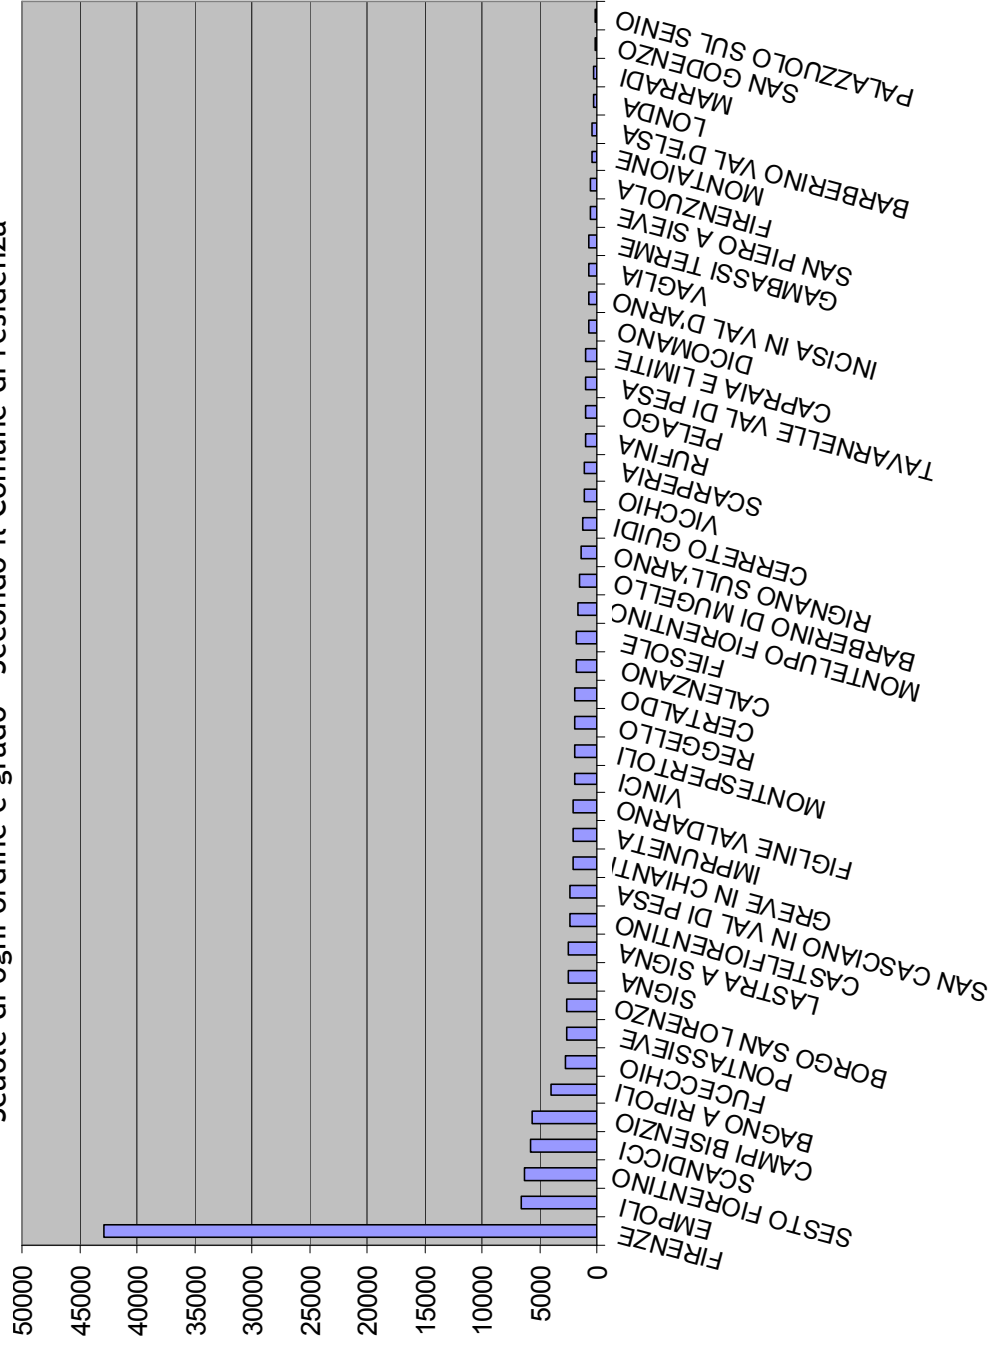 scuole di ogni ordine e grado - secondo il Comune di residenza
50000
45000
40000
35000
30000
25000
20000
15000
10000
5000
0
FIRENZE
EMPOLI
SESTO FIORENTINO
SCANDICCI
CAMPI BISENZIO
BAGNO A RIPOLI
FUCECCHIO
PONTASSIEVE
BORGO SAN LORENZO
SIGNA
LASTRA A SIGNA
CASTELFIORENTINO
SAN CASCIANO IN VAL DI PESA
GREVE IN CHIANTI
IMPRUNETA
FIGLINE VALDARNO
VINCI
MONTESPERTOLI
REGGELLO
CERTALDO
CALENZANO
FIESOLE
MONTELUPO FIORENTINO
BARBERINO DI MUGELLO
RIGNANO SULL'ARNO
CERRETO GUIDI
VICCHIO
SCARPERIA
RUFINA
PELAGO
TAVARNELLE VAL DI PESA
CAPRAIA E LIMITE
DICOMANO
INCISA IN VAL D'ARNO
VAGLIA
GAMBASSI TERME
SAN PIERO A SIEVE
FIRENZUOLA
MONTAIONE
BARBERINO VAL D'ELSA
LONDA
MARRADI
SAN GODENZO
PALAZZUOLO SUL SENIO